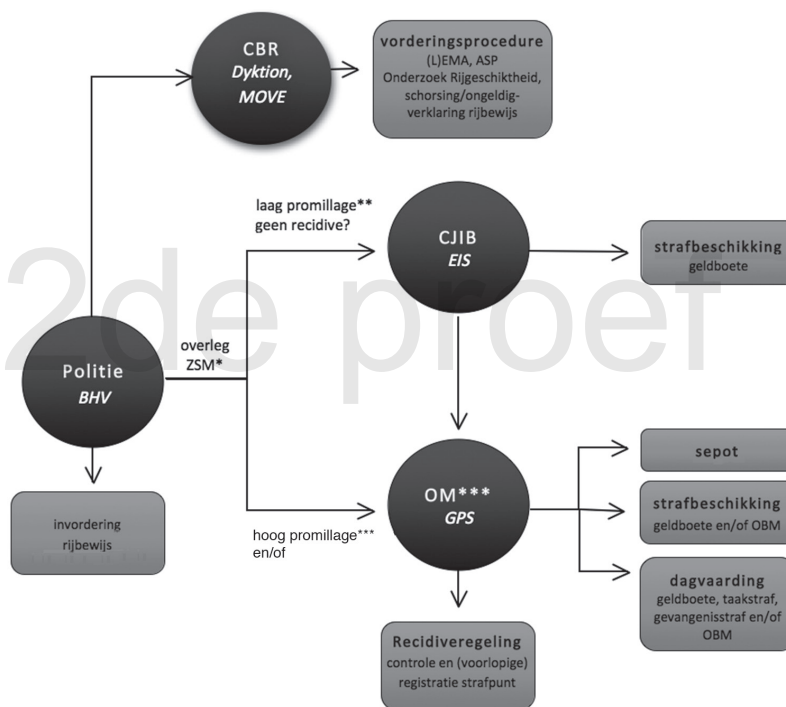 CBR
Dyktion,
MOVE
vorderingsprocedure
(L)EMA, ASP
Onderzoek Rijgeschiktheid,
schorsing/ongeldig-
verklaring rijbewijs
laag promillage**
geen recidive?
CJIB
EIS
strafbeschikking
geldboete
2de proef
Politie
BHV
overleg
ZSM*
invordering
rijbewijs
hoog promillage***
en/of
OM***
GPS
sepot
strafbeschikking
geldboete en/of OBM
dagvaarding
geldboete, taakstraf,
gevangenisstraf en/of
OBM
Recidiveregeling
controle en (voorlopige)
registratie strafpunt